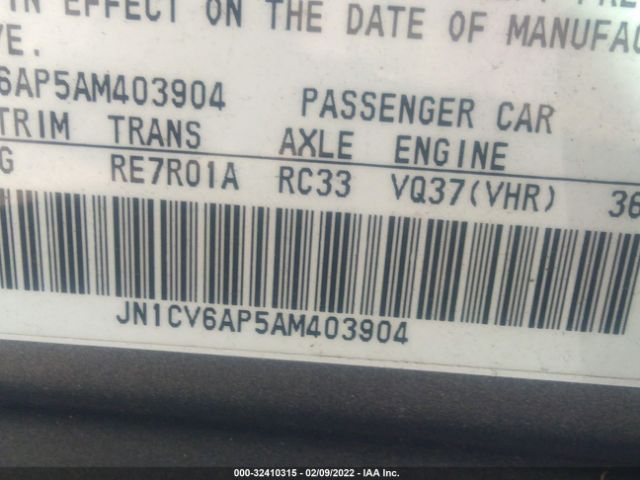 IN EFFECT ON THE DATE OF MANUFAC
VE.
6AP5AM403904 PASSENGER CAR
TRIM TRANS AXLE ENGINE
G RE7R01A RC33 VQ37(VHR) 36
JN1CV6AP5AM403904
000-32410315 - 02/09/2022 - IAA Inc.